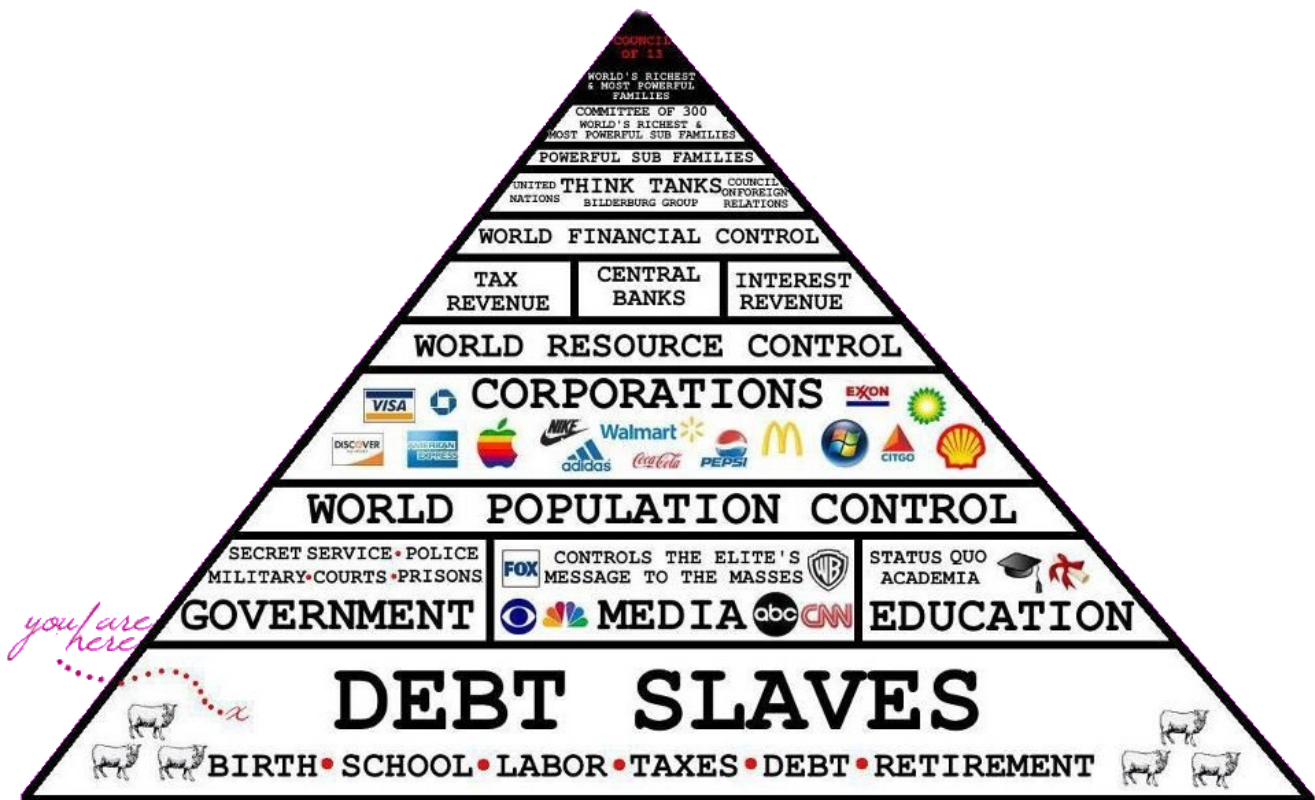 COUNCIL
OF 13
WORLD'S RICHEST
& MOST POWERFUL
FAMILIES
COMMITTEE OF 300
WORLD'S RICHEST &
MOST POWERFUL SUB FAMILIES
POWERFUL SUB FAMILIES
UNITED
NATIONS
THINK TANKS
BILDERBURG GROUP
COUNCIL
ONFOREIGN
RELATIONS
WORLD FINANCIAL CONTROL
TAX
REVENUE
CENTRAL
BANKS
INTEREST
REVENUE
WORLD RESOURCE CONTROL
VISA
CORPORATIONS
EXXON
DISCOVER
AMERICAN
EXPRESS
NIKE
adidas
Walmart
Coca-Cola
PEPSI
CITGO
WORLD POPULATION CONTROL
SECRET SERVICE•POLICE
MILITARY•COURTS•PRISONS
GOVERNMENT
FOX
CONTROLS THE ELITE'S
MESSAGE TO THE MASSES
WB
MEDIA
abc
CNN
STATUS QUO
ACADEMIA
EDUCATION
you are
here
x
DEBT SLAVES
BIRTH•SCHOOL•LABOR•TAXES•DEBT•RETIREMENT